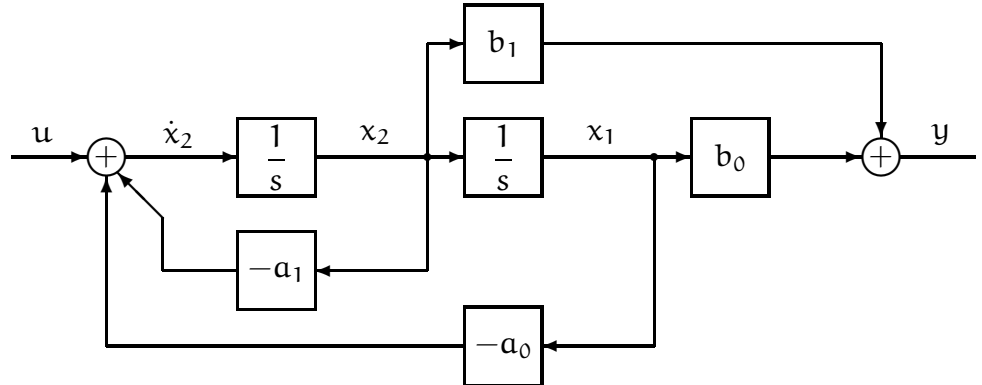 b₁
u
+
ẋ₂
1
s
x₂
1
s
x₁
b₀
+
y
−a₁
−a₀